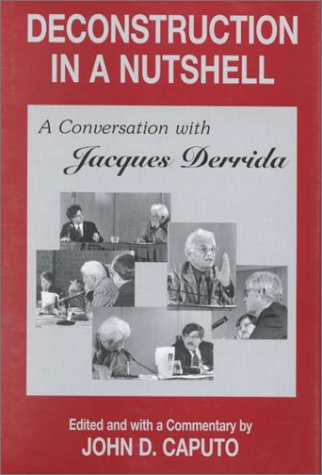 DECONSTRUCTION
IN A NUTSHELL
A Conversation with
Jacques Derrida
Edited and with a Commentary by
JOHN D. CAPUTO